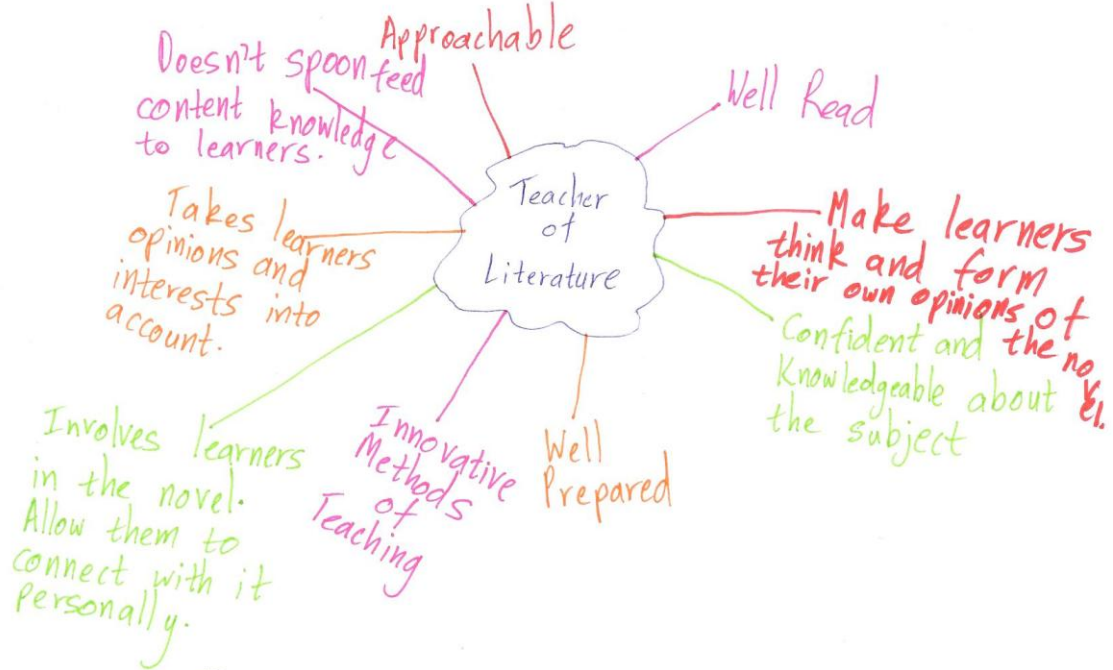 Teacher
of
Literature
Approachable
Well Read
Make learners
think and form
their own opinions of
the novel.
Confident and
Knowledgeable about
the subject
Well
Prepared
Innovative
Methods
of
Teaching
Involves learners
in the novel.
Allow them to
connect with it
personally.
Takes learners
opinions and
interests into
account.
Doesn't spoonfeed
content knowledge
to learners.